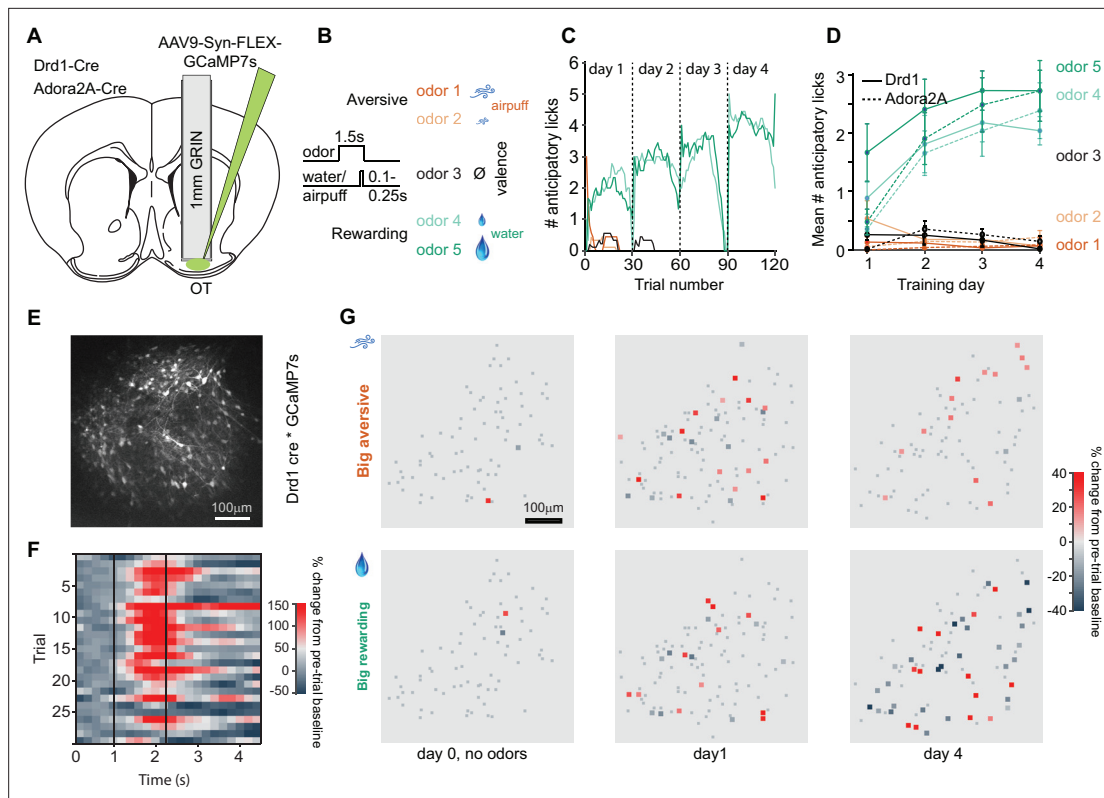 A
Drd1-Cre
Adora2A-Cre
AAV9-Syn-FLEX-
GCaMP7s
1mm GRIN
OT
B
Aversive
odor 1
airpuff
odor 2
1.5s
odor
water/
airpuff
0.1-
0.25s
odor 3
Ø
valence
Rewarding
odor 4
water
odor 5
C
# anticipatory licks
6
5
4
3
2
1
0
day 1
day 2
day 3
day 4
0
30
60
90
120
Trial number
D
Mean # anticipatory licks
3
2
1
0
Drd1
Adora2A
odor 5
odor 4
odor 3
odor 2
odor 1
1
2
3
4
Training day
E
100µm
Drd1 cre * GCaMP7s
F
Trial
5
10
15
20
25
0
1
2
3
4
Time (s)
150
100
50
0
-50
% change from
pre-trial baseline
G
Big aversive
100µm
Big rewarding
day 0, no odors
day1
day 4
40
20
0
-20
-40
% change from pre-trial baseline